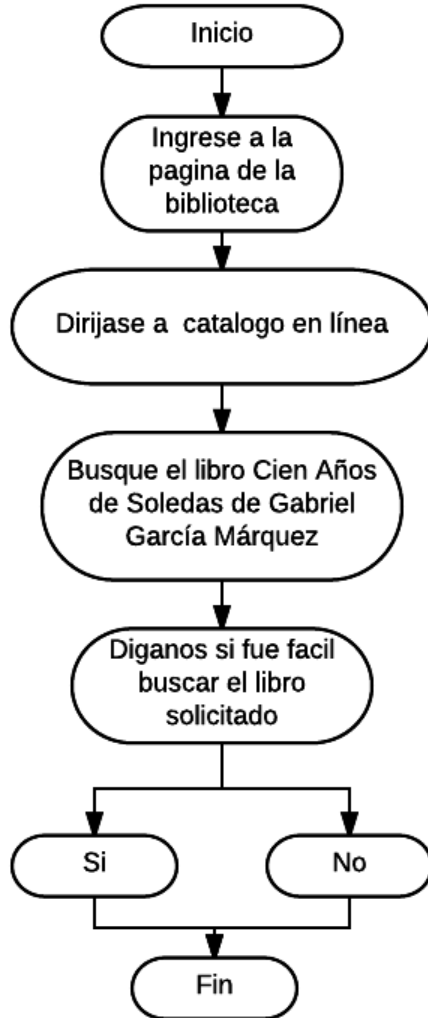 Inicio
Ingrese a la
pagina de la
biblioteca
Dirijase a catalogo en línea
Busque el libro Cien Años
de Soledas de Gabriel
García Márquez
Diganos si fue facil
buscar el libro
solicitado
Si
No
Fin